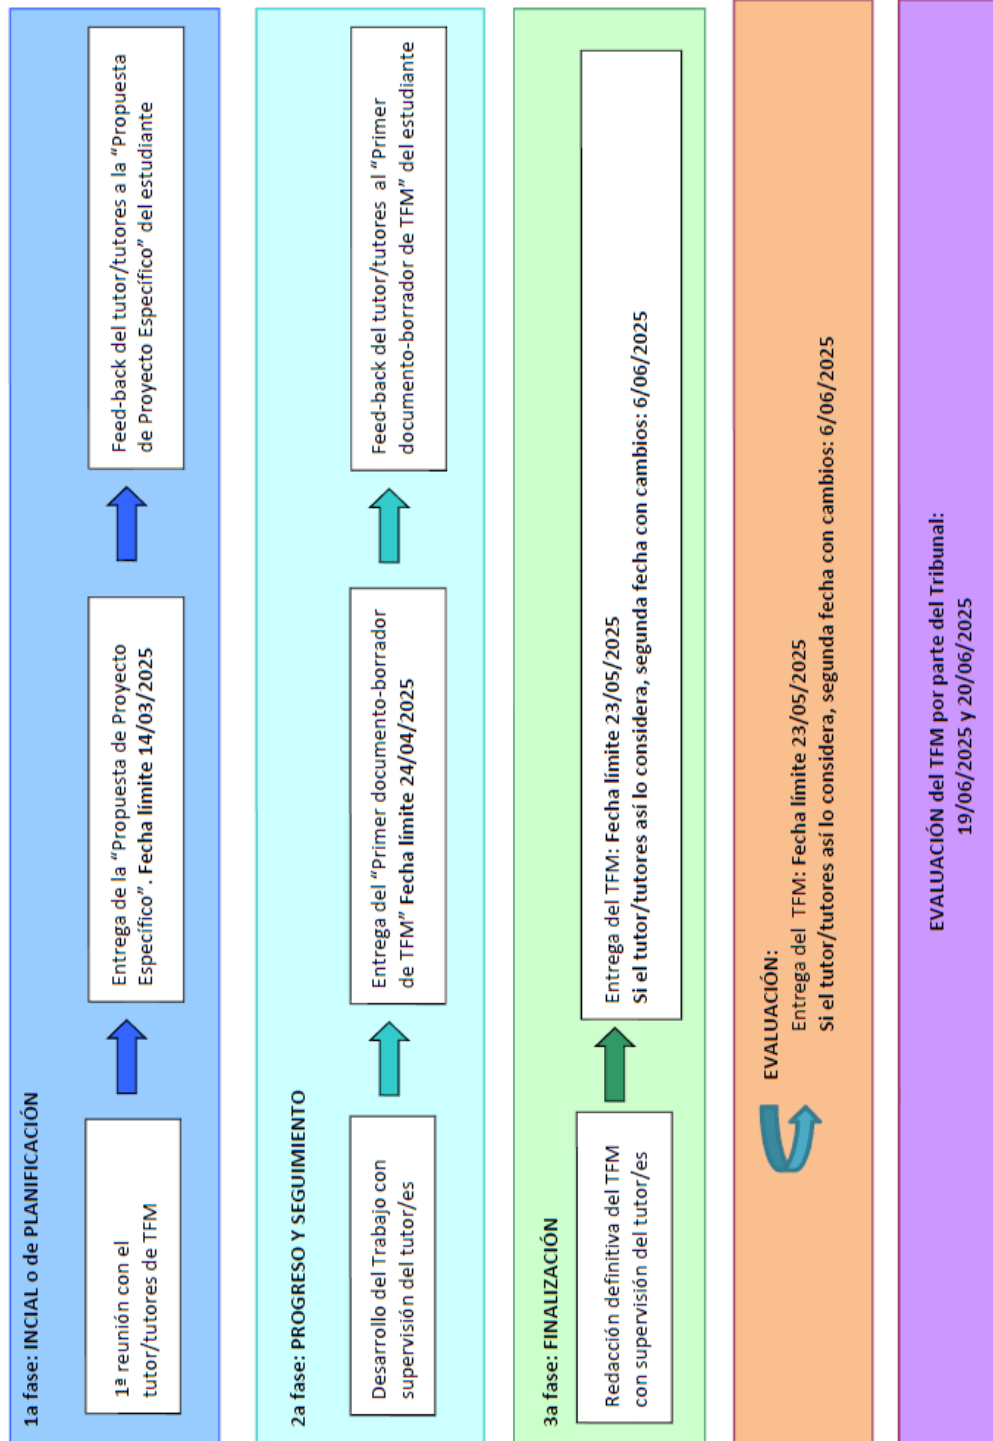 1a fase: INCIAL o de PLANIFICACIÓN
1ª reunión con el
tutor/tutores de TFM
Entrega de la “Propuesta de Proyecto
Específico”. Fecha límite 14/03/2025
Feed-back del tutor/tutores a la “Propuesta
de Proyecto Específico” del estudiante
2a fase: PROGRESO Y SEGUIMIENTO
Desarrollo del Trabajo con
supervisión del tutor/es
Entrega del “Primer documento-borrador
de TFM” Fecha límite 24/04/2025
Feed-back del tutor/tutores al “Primer
documento-borrador de TFM” del estudiante
3a fase: FINALIZACIÓN
Redacción definitiva del TFM
con supervisión del tutor/es
Entrega del TFM: Fecha límite 23/05/2025
Si el tutor/tutores así lo considera, segunda fecha con cambios: 6/06/2025
EVALUACIÓN:
Entrega del TFM: Fecha límite 23/05/2025
Si el tutor/tutores así lo considera, segunda fecha con cambios: 6/06/2025
EVALUACIÓN del TFM por parte del Tribunal:
19/06/2025 y 20/06/2025